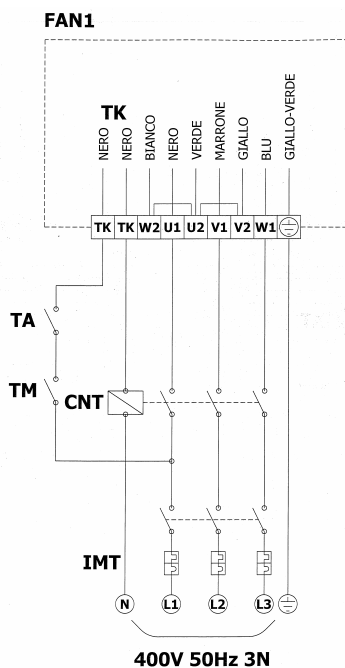 FAN1
TK
NERO
NERO
BIANCO
NERO
VERDE
MARRONE
GIALLO
BLU
GIALLO-VERDE
TK TK W2 U1 U2 V1 V2 W1
TA
TM
CNT
IMT
N L1 L2 L3
400V 50Hz 3N